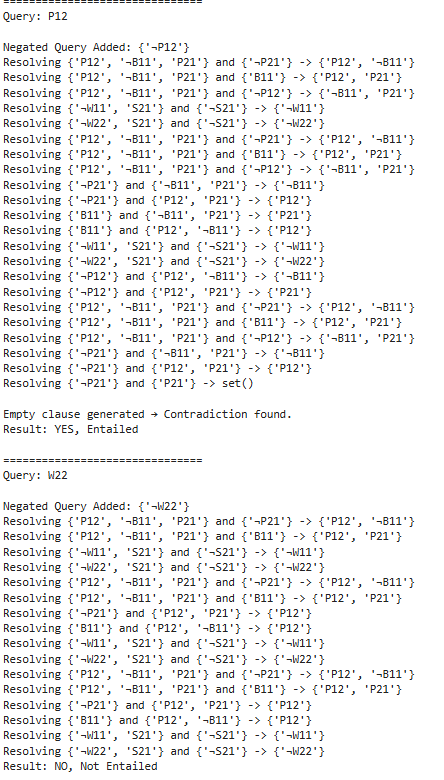 ===============================
Query: P12
Negated Query Added: {'¬P12'}
Resolving {'P12', '¬B11', 'P21'} and {'¬P21'} -> {'P12', '¬B11'}
Resolving {'P12', '¬B11', 'P21'} and {'B11'} -> {'P12', 'P21'}
Resolving {'P12', '¬B11', 'P21'} and {'¬P12'} -> {'¬B11', 'P21'}
Resolving {'¬W11', 'S21'} and {'¬S21'} -> {'¬W11'}
Resolving {'¬W22', 'S21'} and {'¬S21'} -> {'¬W22'}
Resolving {'P12', '¬B11', 'P21'} and {'¬P21'} -> {'P12', '¬B11'}
Resolving {'P12', '¬B11', 'P21'} and {'B11'} -> {'P12', 'P21'}
Resolving {'P12', '¬B11', 'P21'} and {'¬P12'} -> {'¬B11', 'P21'}
Resolving {'¬P21'} and {'¬B11', 'P21'} -> {'¬B11'}
Resolving {'¬P21'} and {'P12', 'P21'} -> {'P12'}
Resolving {'B11'} and {'¬B11', 'P21'} -> {'P21'}
Resolving {'B11'} and {'P12', '¬B11'} -> {'P12'}
Resolving {'¬W11', 'S21'} and {'¬S21'} -> {'¬W11'}
Resolving {'¬W22', 'S21'} and {'¬S21'} -> {'¬W22'}
Resolving {'¬P12'} and {'P12', '¬B11'} -> {'¬B11'}
Resolving {'¬P12'} and {'P12', 'P21'} -> {'P21'}
Resolving {'P12', '¬B11', 'P21'} and {'¬P21'} -> {'P12', '¬B11'}
Resolving {'P12', '¬B11', 'P21'} and {'B11'} -> {'P12', 'P21'}
Resolving {'P12', '¬B11', 'P21'} and {'¬P12'} -> {'¬B11', 'P21'}
Resolving {'¬P21'} and {'¬B11', 'P21'} -> {'¬B11'}
Resolving {'¬P21'} and {'P12', 'P21'} -> {'P12'}
Resolving {'¬P21'} and {'P21'} -> set()
Empty clause generated → Contradiction found.
Result: YES, Entailed
===============================
Query: W22
Negated Query Added: {'¬W22'}
Resolving {'P12', '¬B11', 'P21'} and {'¬P21'} -> {'P12', '¬B11'}
Resolving {'P12', '¬B11', 'P21'} and {'B11'} -> {'P12', 'P21'}
Resolving {'¬W11', 'S21'} and {'¬S21'} -> {'¬W11'}
Resolving {'¬W22', 'S21'} and {'¬S21'} -> {'¬W22'}
Resolving {'P12', '¬B11', 'P21'} and {'¬P21'} -> {'P12', '¬B11'}
Resolving {'P12', '¬B11', 'P21'} and {'B11'} -> {'P12', 'P21'}
Resolving {'¬P21'} and {'P12', 'P21'} -> {'P12'}
Resolving {'B11'} and {'P12', '¬B11'} -> {'P12'}
Resolving {'¬W11', 'S21'} and {'¬S21'} -> {'¬W11'}
Resolving {'¬W22', 'S21'} and {'¬S21'} -> {'¬W22'}
Resolving {'P12', '¬B11', 'P21'} and {'¬P21'} -> {'P12', '¬B11'}
Resolving {'P12', '¬B11', 'P21'} and {'B11'} -> {'P12', 'P21'}
Resolving {'¬P21'} and {'P12', 'P21'} -> {'P12'}
Resolving {'B11'} and {'P12', '¬B11'} -> {'P12'}
Resolving {'¬W11', 'S21'} and {'¬S21'} -> {'¬W11'}
Resolving {'¬W22', 'S21'} and {'¬S21'} -> {'¬W22'}
Result: NO, Not Entailed